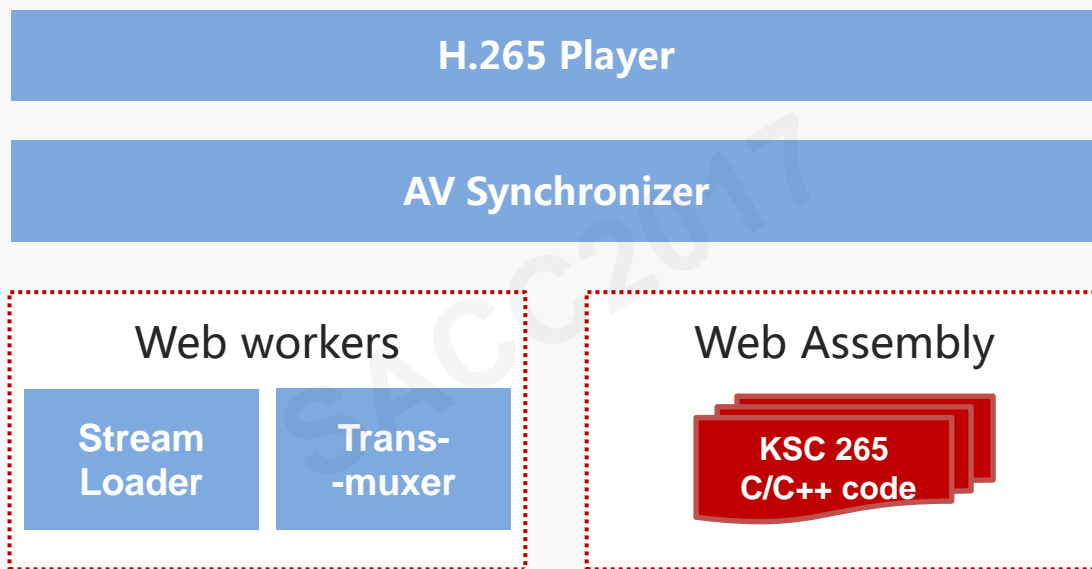 H.265 Player
AV Synchronizer
SACC2017
Web workers
Web Assembly
Stream
Loader
Trans-
-muxer
KSC 265
C/C++ code